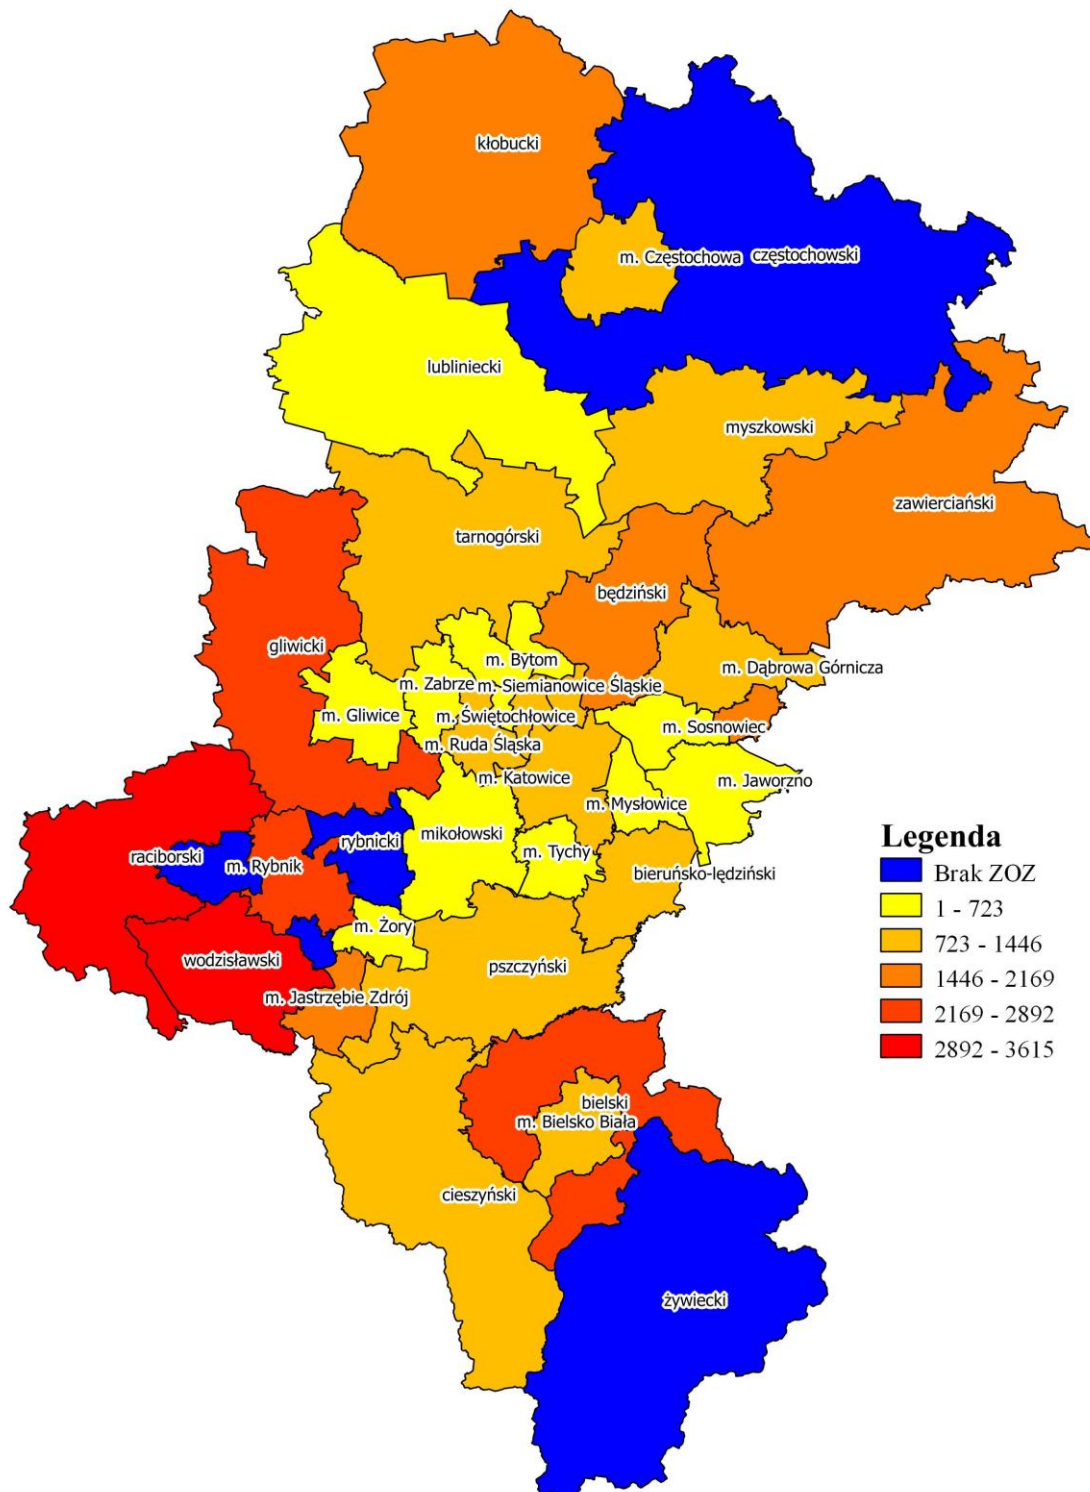 kłobucki
m. Częstochowa
częstochowski
lubliniecki
myszkowski
zawierciański
tarnogórski
będziński
gliwicki
m. Bytom
m. Dąbrowa Górnicza
m. Zabrze
m. Siemianowice Śląskie
m. Gliwice
m. Świętochłowice
m. Sosnowiec
m. Ruda Śląska
m. Katowice
m. Jaworzno
m. Mysłowice
mikołowski
rybnicki
raciborski
m. Rybnik
m. Tychy
bieruńsko-lędziński
m. Żory
wodzisławski
pszczyński
m. Jastrzębie Zdrój
bielski
m. Bielsko Biała
cieszyński
żywiecki
Legenda
Brak ZOZ
1 - 723
723 - 1446
1446 - 2169
2169 - 2892
2892 - 3615